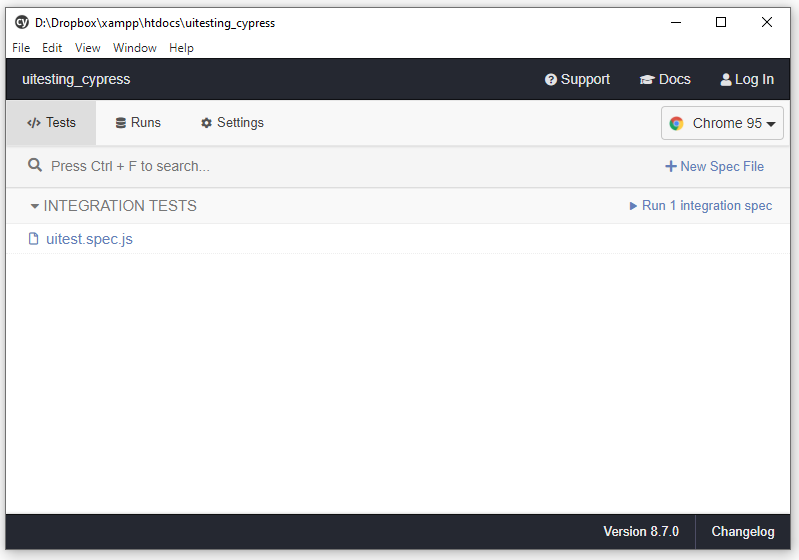 D:\Dropbox\xampp\htdocs\uitesting_cypress
File Edit View Window Help
uitesting_cypress Support Docs Log In
Tests Runs Settings Chrome 95
Press Ctrl + F to search... New Spec File
INTEGRATION TESTS Run 1 integration spec
uitest.spec.js
Version 8.7.0 Changelog